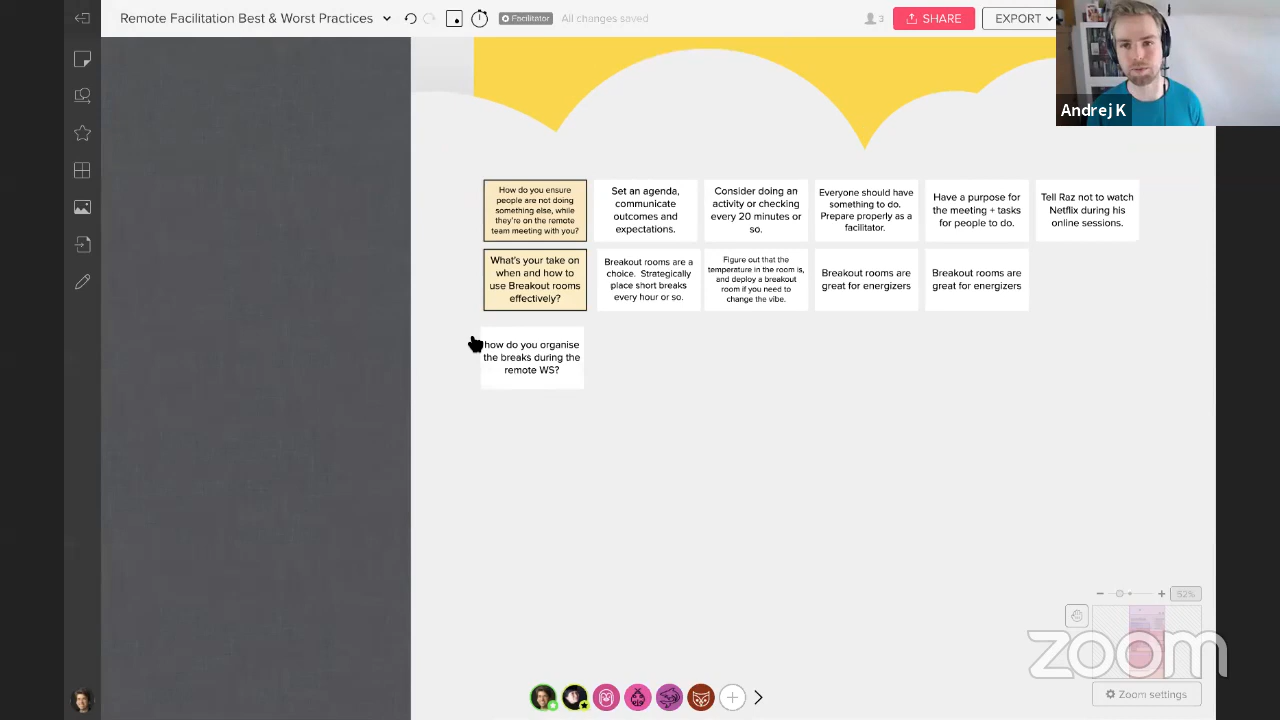 Remote Facilitation Best & Worst Practices
Facilitator
All changes saved
3
SHARE
EXPORT
Andrej K
How do you ensure
people are not doing
something else, while
they're on the remote
team meeting with you?
Set an agenda,
communicate
outcomes and
expectations.
Consider doing an
activity or checking
every 20 minutes or
so.
Everyone should have
something to do.
Prepare properly as a
facilitator.
Have a purpose for
the meeting + tasks
for people to do.
Tell Raz not to watch
Netflix during his
online sessions.
What's your take on
when and how to
use Breakout rooms
effectively?
Breakout rooms are a
choice. Strategically
place short breaks
every hour or so.
Figure out that the
temperature in the room is,
and deploy a breakout
room if you need to
change the vibe.
Breakout rooms are
great for energizers
Breakout rooms are
great for energizers
how do you organise
the breaks during the
remote WS?
52%
zoom
Zoom settings